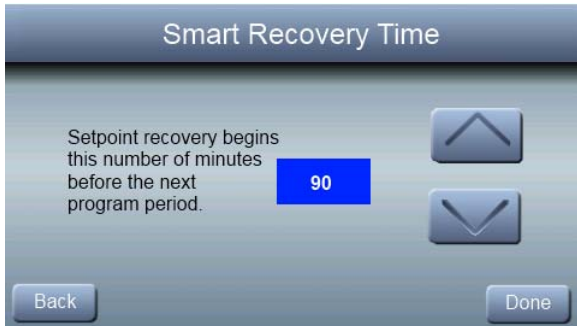 Smart Recovery Time
Setpoint recovery begins
this number of minutes
before the next
program period.
90
Back
Done